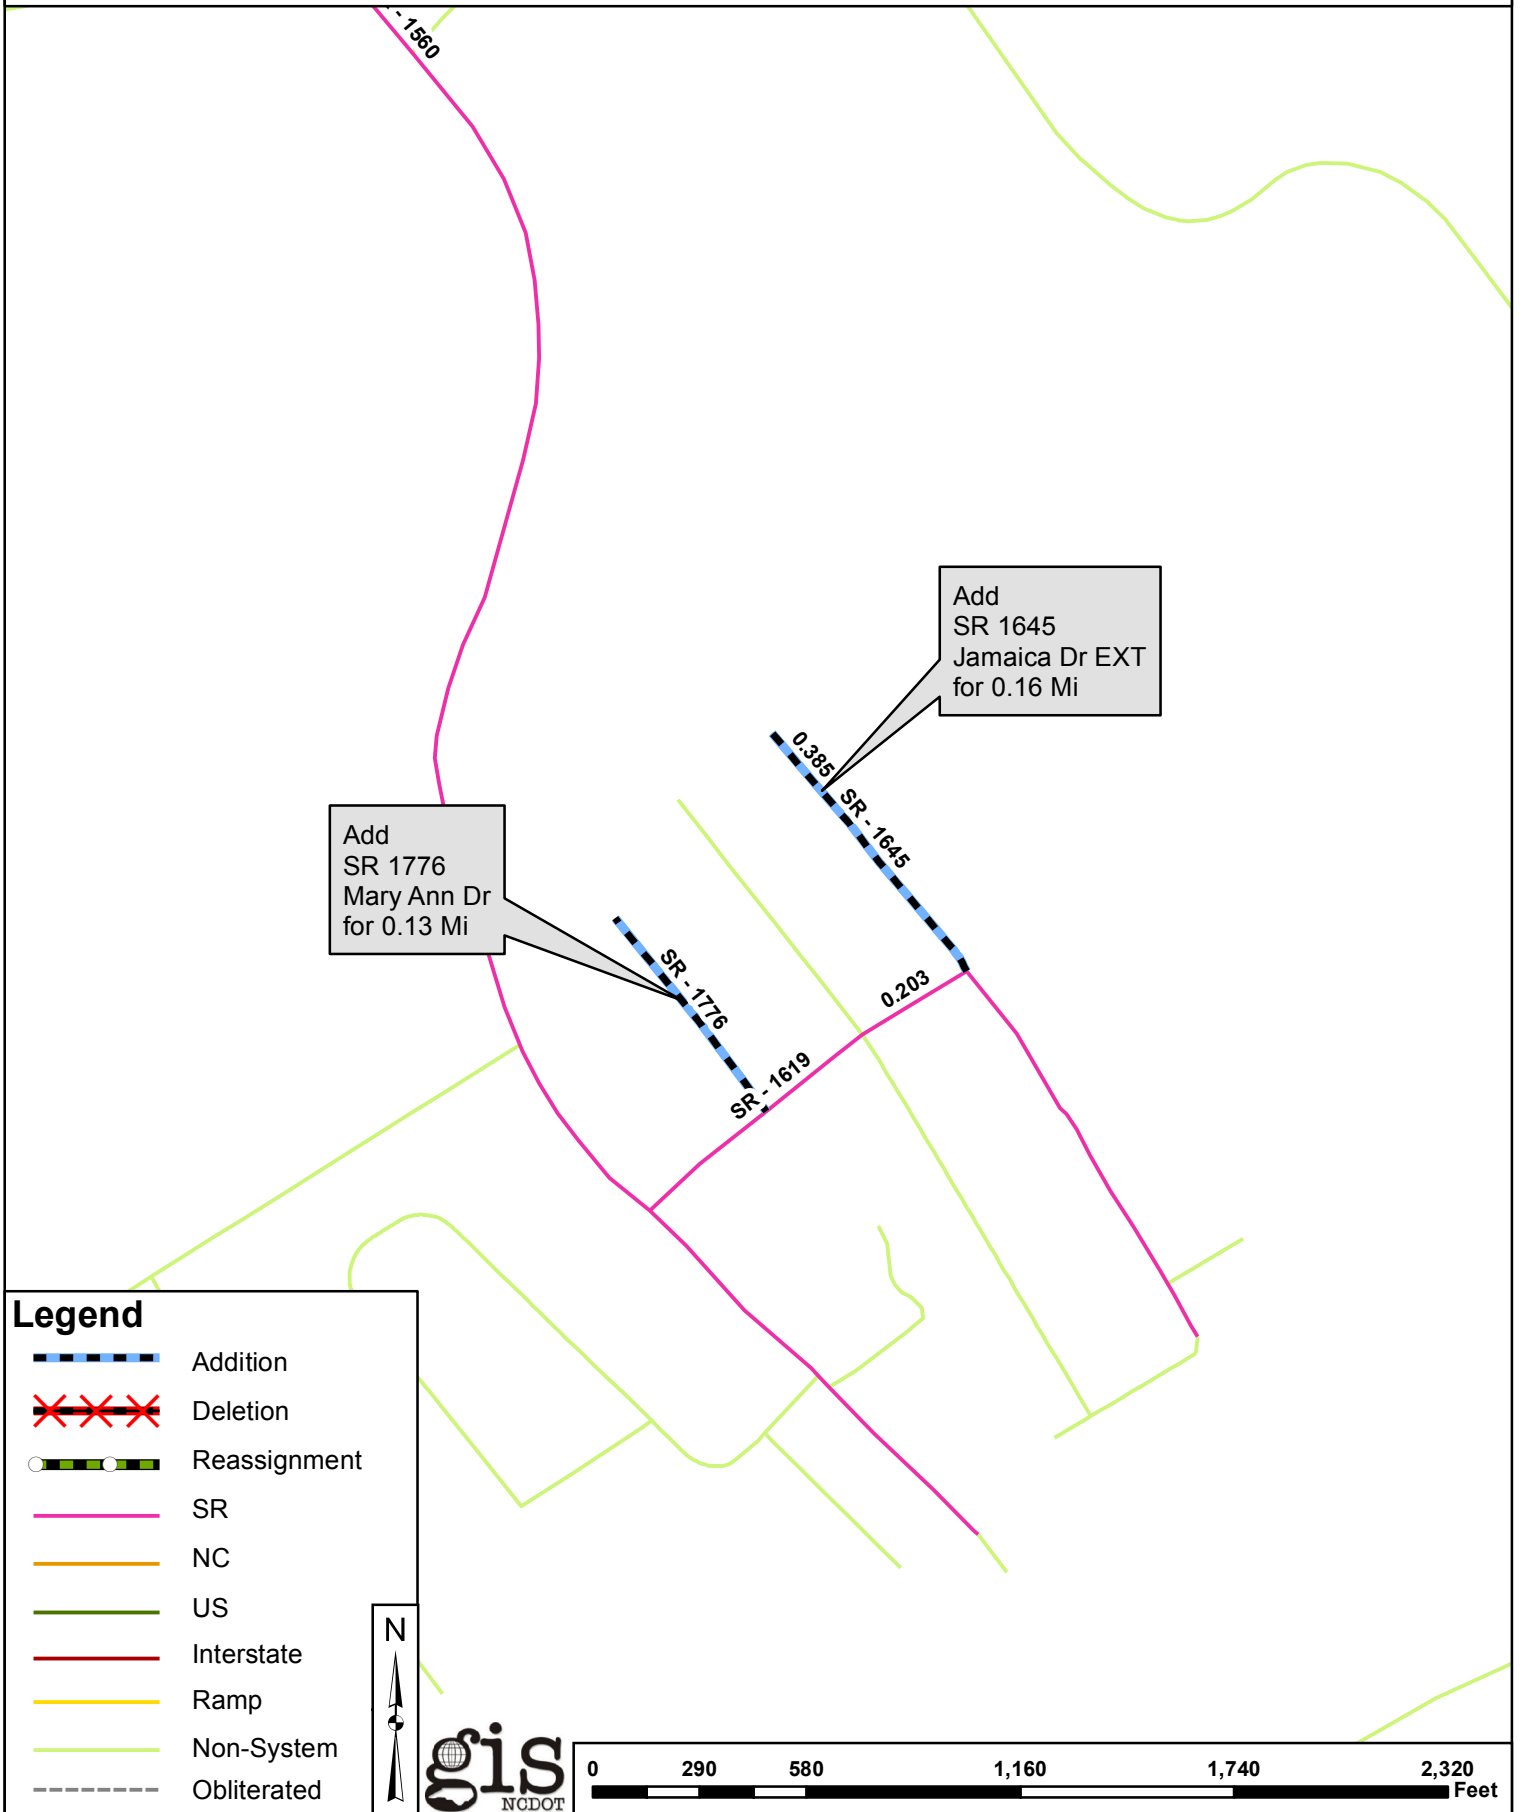 - 1560
Add
SR 1645
Jamaica Dr EXT
for 0.16 Mi
0.385
SR - 1645
Add
SR 1776
Mary Ann Dr
for 0.13 Mi
SR - 1776
0.203
SR - 1619
Legend
Addition
Deletion
Reassignment
SR
NC
US
Interstate
Ramp
Non-System
Obliterated
N
gis
NCDOT
0 290 580 1,160 1,740 2,320
Feet